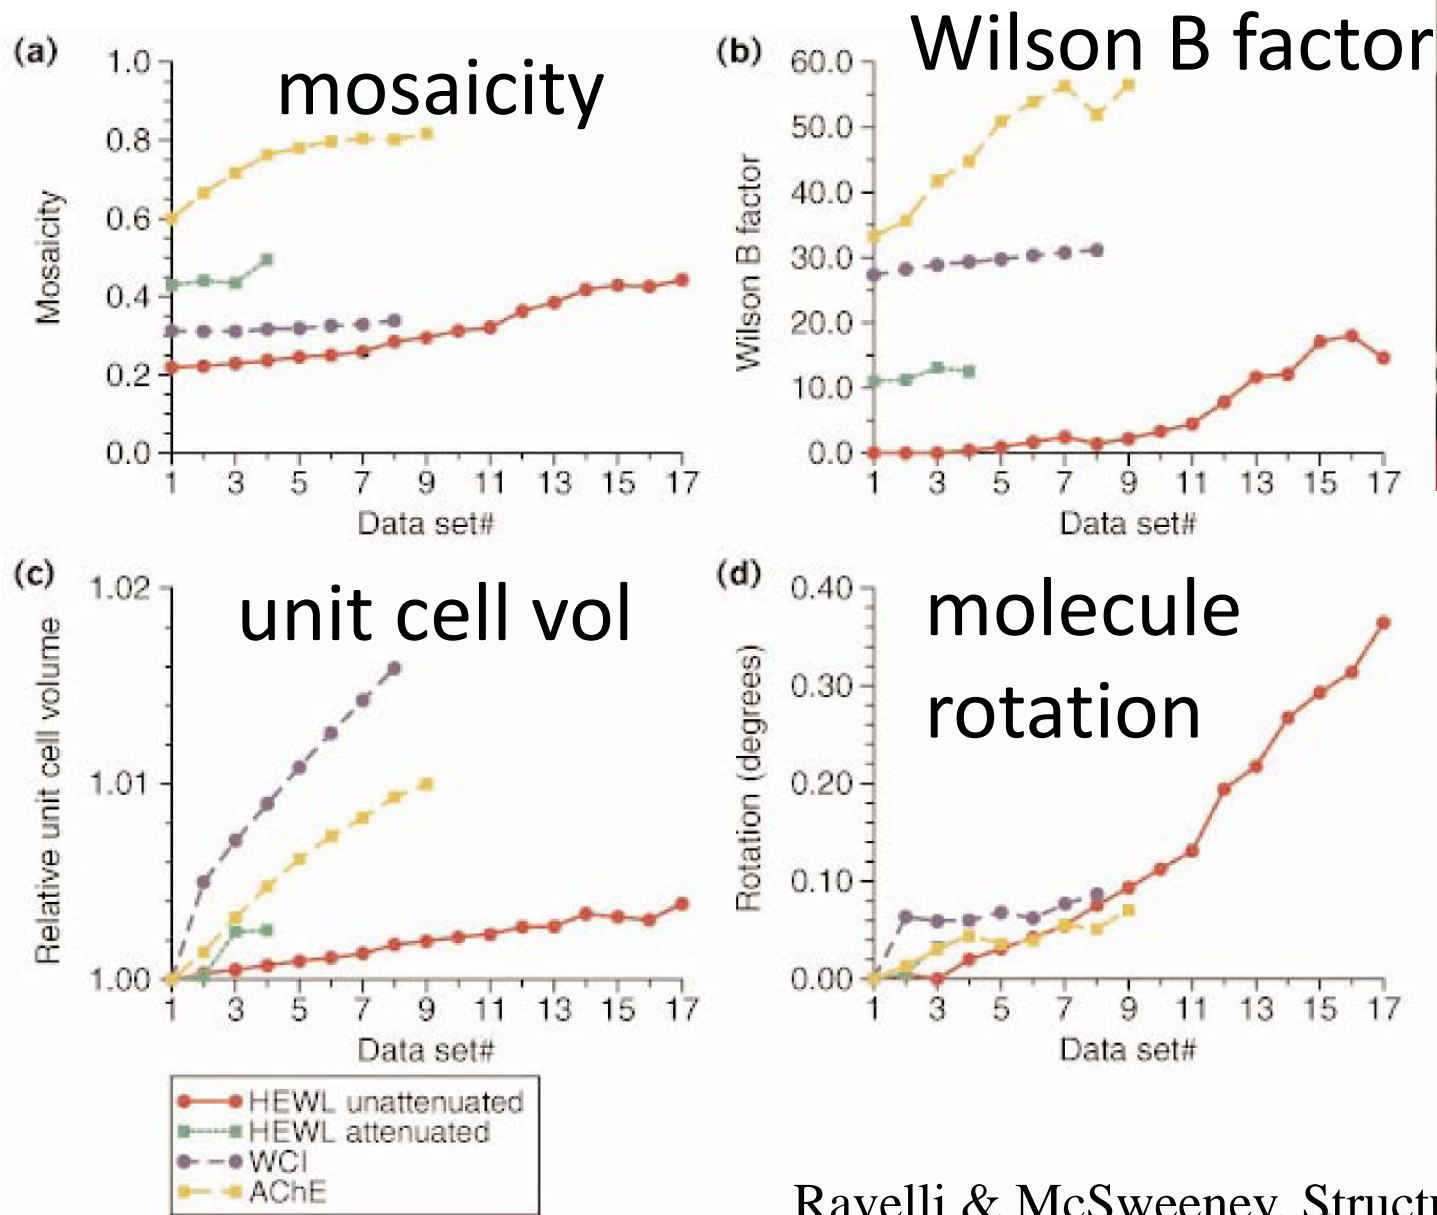 (a)
mosaicity
1.0
0.8
0.6
0.4
0.2
0.0
Mosaicity
1 3 5 7 9 11 13 15 17
Data set#
(b)
Wilson B factor
60.0
50.0
40.0
30.0
20.0
10.0
0.0
Wilson B factor
1 3 5 7 9 11 13 15 17
Data set#
(c)
unit cell vol
1.02
1.01
1.00
Relative unit cell volume
1 3 5 7 9 11 13 15 17
Data set#
(d)
molecule
rotation
0.40
0.30
0.20
0.10
0.00
Rotation (degrees)
1 3 5 7 9 11 13 15 17
Data set#
HEWL unattenuated
HEWL attenuated
WCI
AChE
Ravelli & McSweeney, Struct